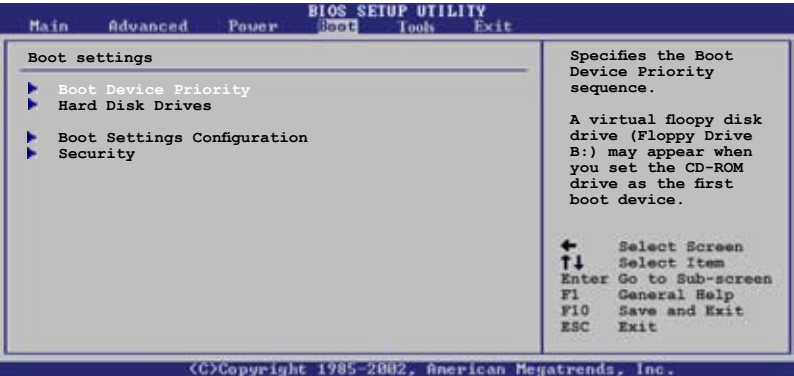 BIOS SETUP UTILITY
Main Advanced Power Boot Tools Exit
Boot settings
Boot Device Priority
Hard Disk Drives
Boot Settings Configuration
Security
Specifies the Boot
Device Priority
sequence.
A virtual floopy disk
drive (Floppy Drive
B:) may appear when
you set the CD-ROM
drive as the first
boot device.
← Select Screen
↑↓ Select Item
Enter Go to Sub-screen
F1 General Help
F10 Save and Exit
ESC Exit
(C)Copyright 1985-2002, American Megatrends, Inc.